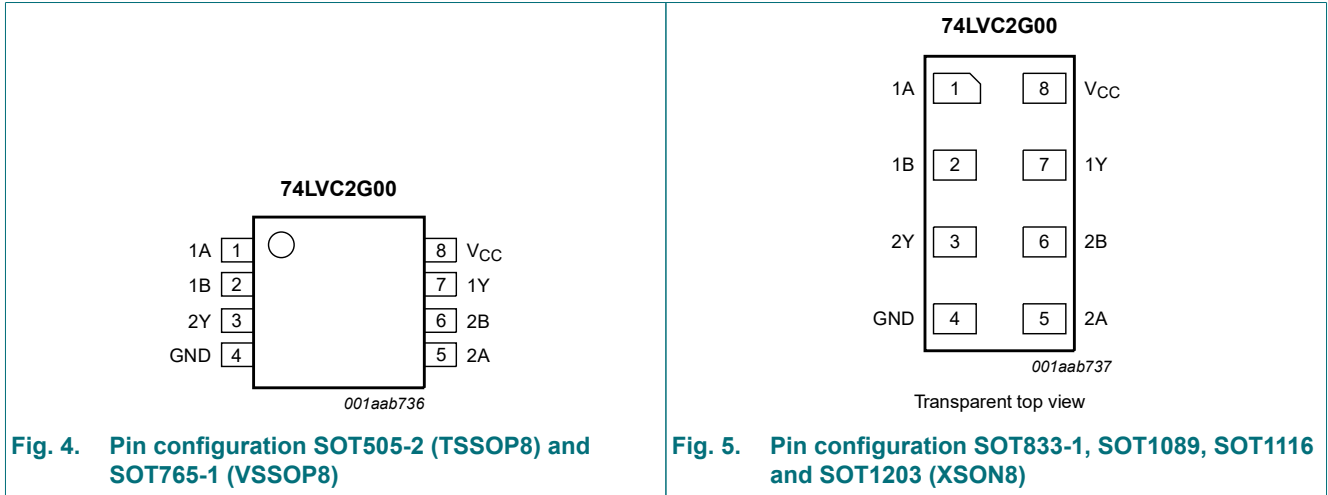 74LVC2G00
1A 1 8 VCC
1B 2 7 1Y
2Y 3 6 2B
GND 4 5 2A
001aab736
Fig. 4. Pin configuration SOT505-2 (TSSOP8) and
SOT765-1 (VSSOP8)
74LVC2G00
1A 1 8 VCC
1B 2 7 1Y
2Y 3 6 2B
GND 4 5 2A
001aab737
Transparent top view
Fig. 5. Pin configuration SOT833-1, SOT1089, SOT1116
and SOT1203 (XSON8)